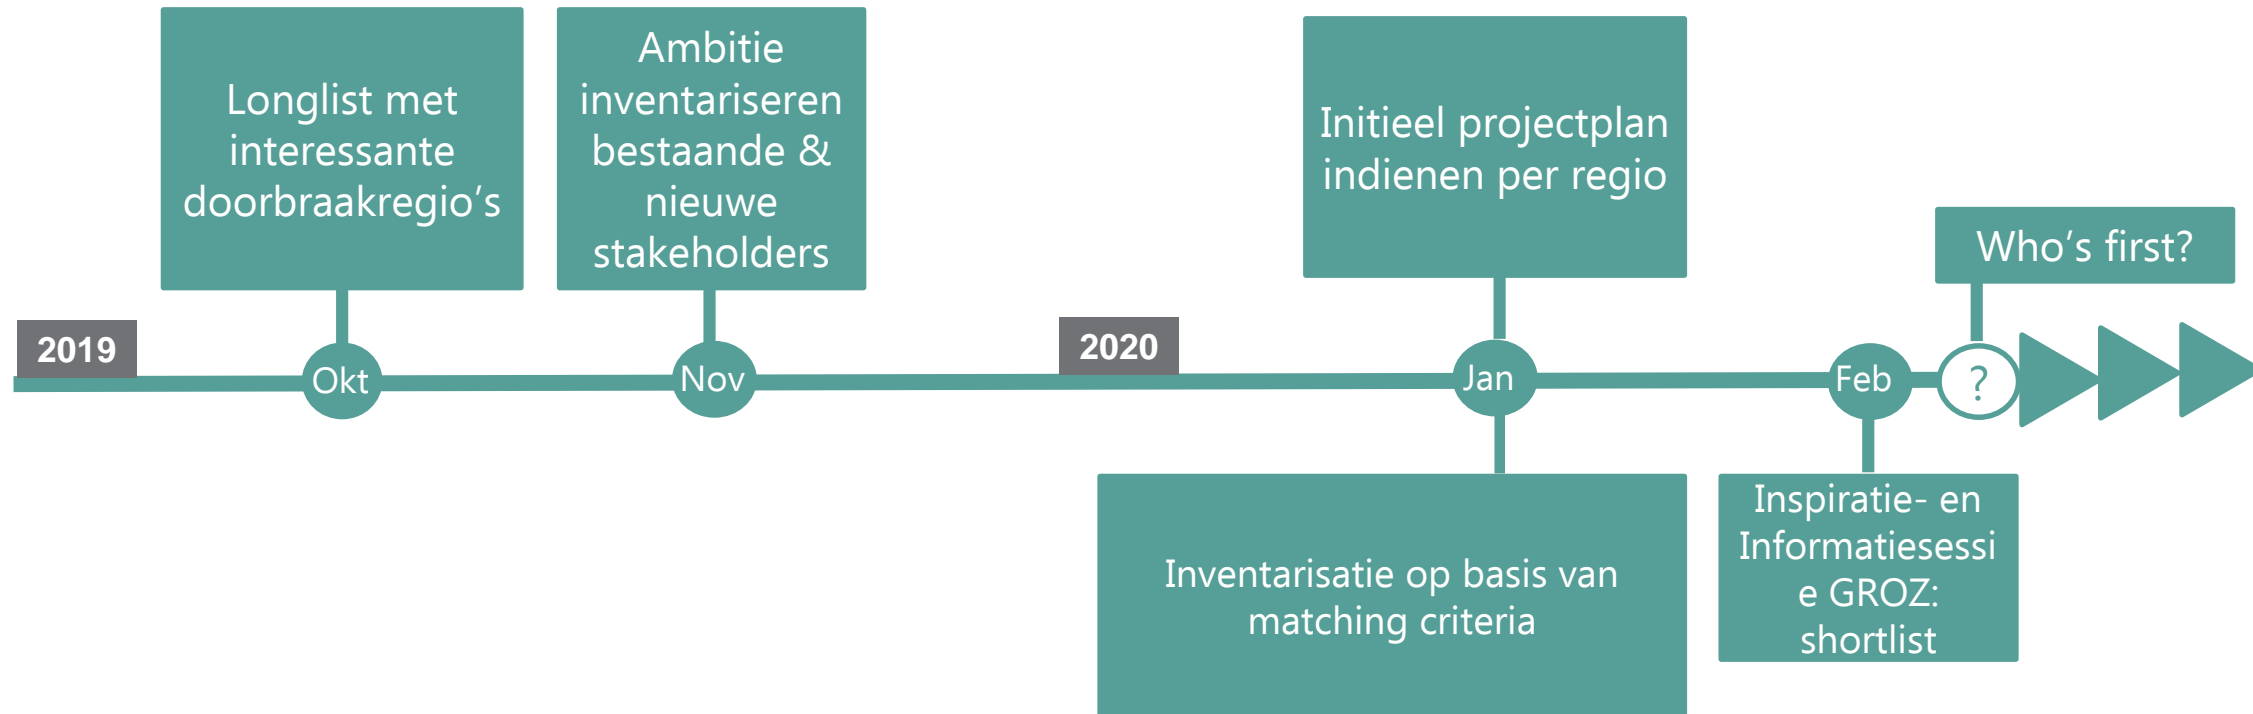 Longlist met
interessante
doorbraakregio’s
Ambitie
inventariseren
bestaande &
nieuwe
stakeholders
Initieel projectplan
indienen per regio
Who’s first?
2019
2020
Okt
Nov
Jan
Feb
?
Inventarisatie op basis van
matching criteria
Inspiratie- en
Informatiesessi
e GROZ:
shortlist